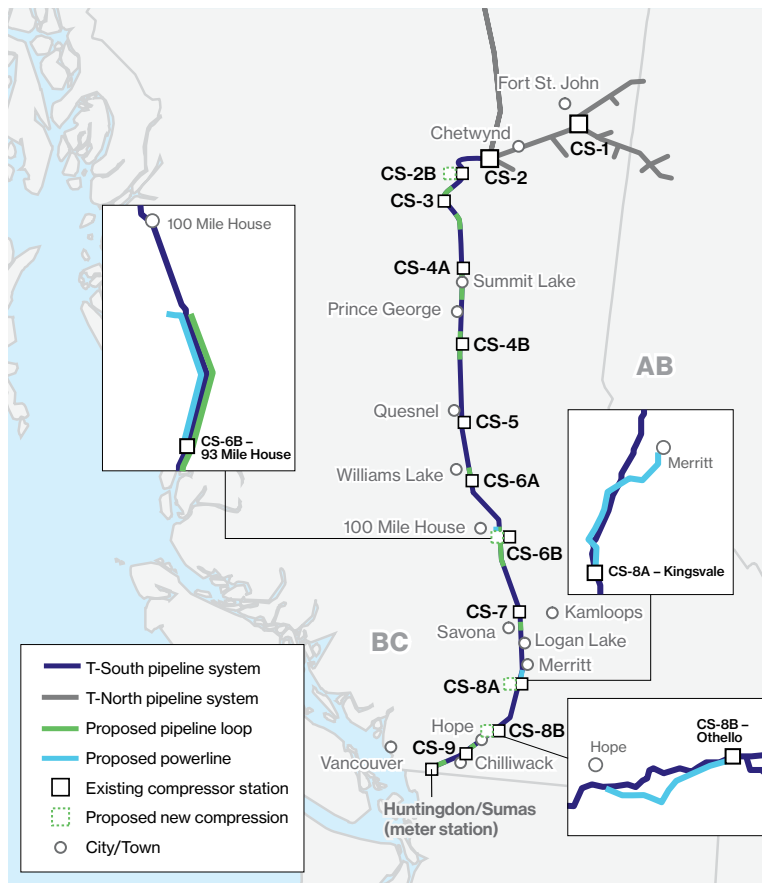 Fort St. John
Chetwynd
CS-1
CS-2B
CS-2
CS-3
100 Mile House
CS-4A
Summit Lake
Prince George
CS-4B
AB
Quesnel
CS-5
CS-6B –
93 Mile House
Merritt
Williams Lake
CS-6A
100 Mile House
CS-6B
CS-8A – Kingsvale
CS-7
Kamloops
Savona
BC
Logan Lake
Merritt
CS-8A
T-South pipeline system
T-North pipeline system
Proposed pipeline loop
Proposed powerline
Existing compressor station
Proposed new compression
City/Town
Hope
CS-8B
CS-9
Vancouver
Chilliwack
CS-8B –
Othello
Hope
Huntingdon/Sumas
(meter station)